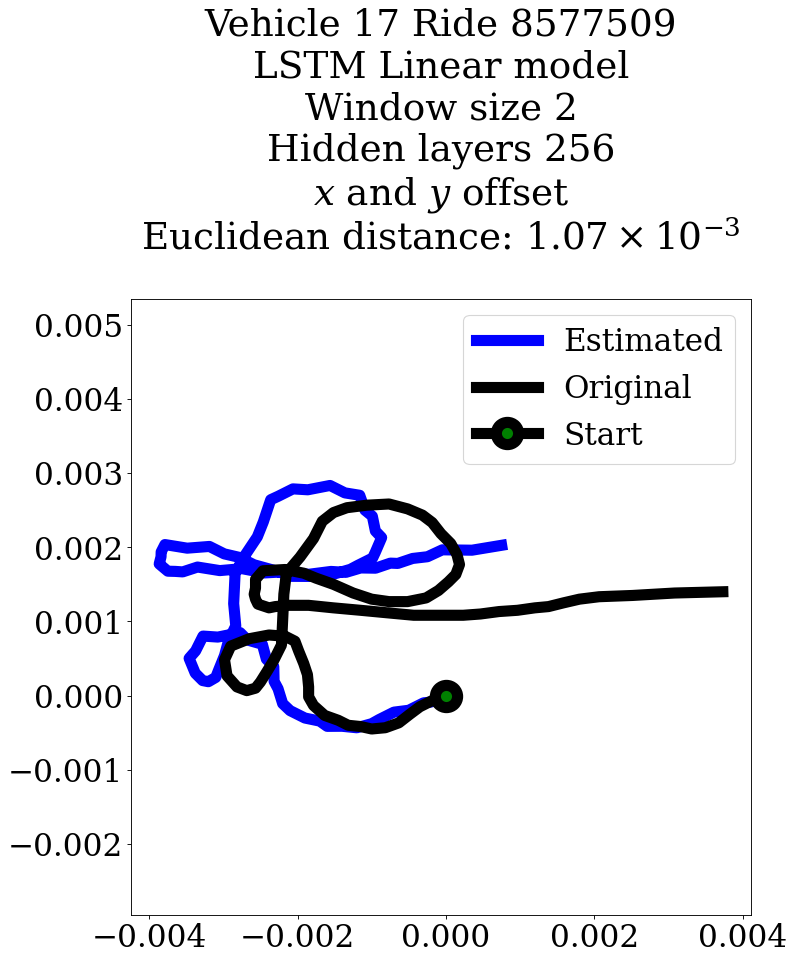 Vehicle 17 Ride 8577509
LSTM Linear model
Window size 2
Hidden layers 256
x and y offset
Euclidean distance: 1.07 × 10⁻³
Estimated
Original
Start
0.005
0.004
0.003
0.002
0.001
0.000
−0.001
−0.002
−0.004 −0.002 0.000 0.002 0.004